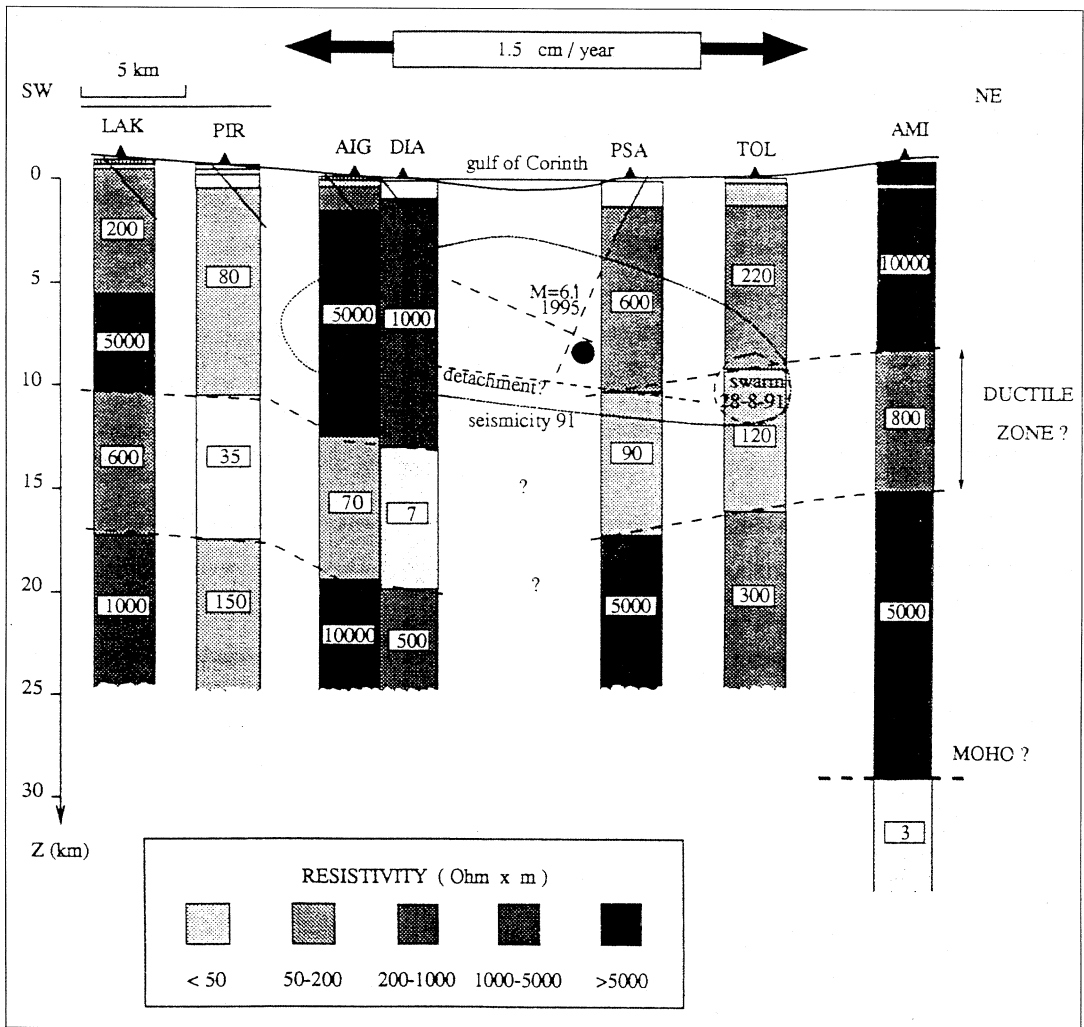 1.5 cm / year
5 km
SW
NE
LAK
PIR
AIG
DIA
gulf of Corinth
PSA
TOL
AMI
0
5
10
15
20
25
30
Z (km)
200
5000
600
1000
80
35
150
5000
70
10000
1000
7
500
M=6.1
1995
detachment ?
seismicity 91
?
?
600
90
5000
220
swarm
28-8-91
120
300
10000
800
5000
3
DUCTILE
ZONE ?
MOHO ?
RESISTIVITY ( Ohm x m )
< 50
50-200
200-1000
1000-5000
>5000